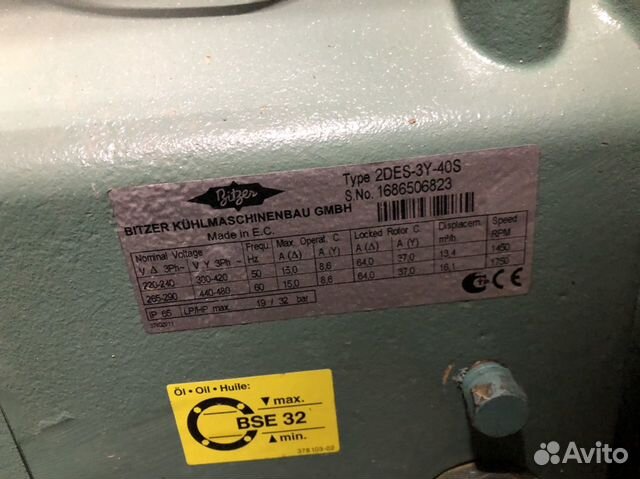 Bitzer
Type 2DES-3Y-40S
S.No. 1686506823
BITZER KÜHLMASCHINENBAU GMBH
Made in E.C.
Nominal Voltage Frequ. Max. Operat. C. Locked Rotor C. Displacem. Speed
V Δ 3Ph~ V Y 3Ph ~ Hz A (Δ) A (Y) A (Δ) A (Y) m³/h RPM
220-240 380-420 50 15,0 8,6 64,0 37,0 13,4 1450
265-290 440-480 60 15,0 8,6 64,0 37,0 16,1 1750
IP 65 LP/HP max. 19 / 32 bar
CE
Öl • Oil • Huile:
▼ max.
BSE 32
▲ min.
378 103-02
Avito